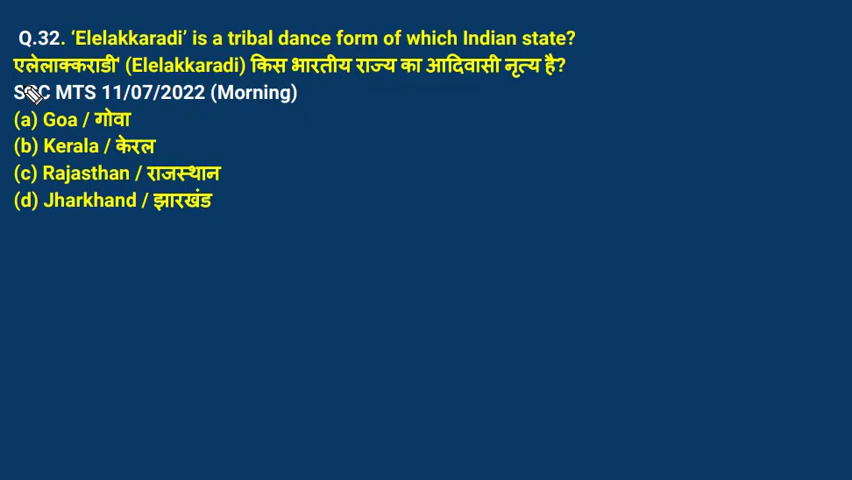 Q.32. ‘Elelakkaradi’ is a tribal dance form of which Indian state?
एलेलाक्कराडी' (Elelakkaradi) किस भारतीय राज्य का आदिवासी नृत्य है?
SSC MTS 11/07/2022 (Morning)
(a) Goa / गोवा
(b) Kerala / केरल
(c) Rajasthan / राजस्थान
(d) Jharkhand / झारखंड